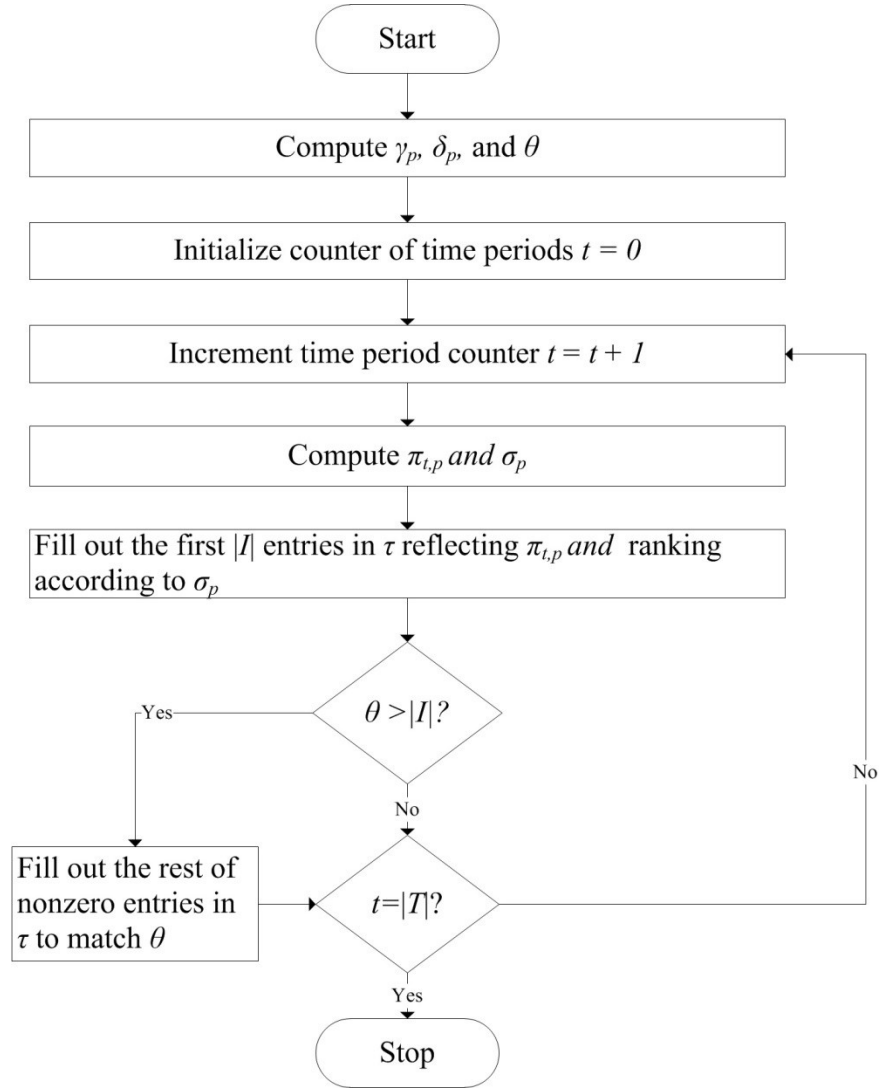 Start
Compute γp, δp, and θ
Initialize counter of time periods t = 0
Increment time period counter t = t + 1
Compute πt,p and σp
Fill out the first |I| entries in τ reflecting πt,p and ranking
according to σp
θ >|I|?
Yes
No
No
Fill out the rest of
nonzero entries in
τ to match θ
t=|T|?
Yes
Stop